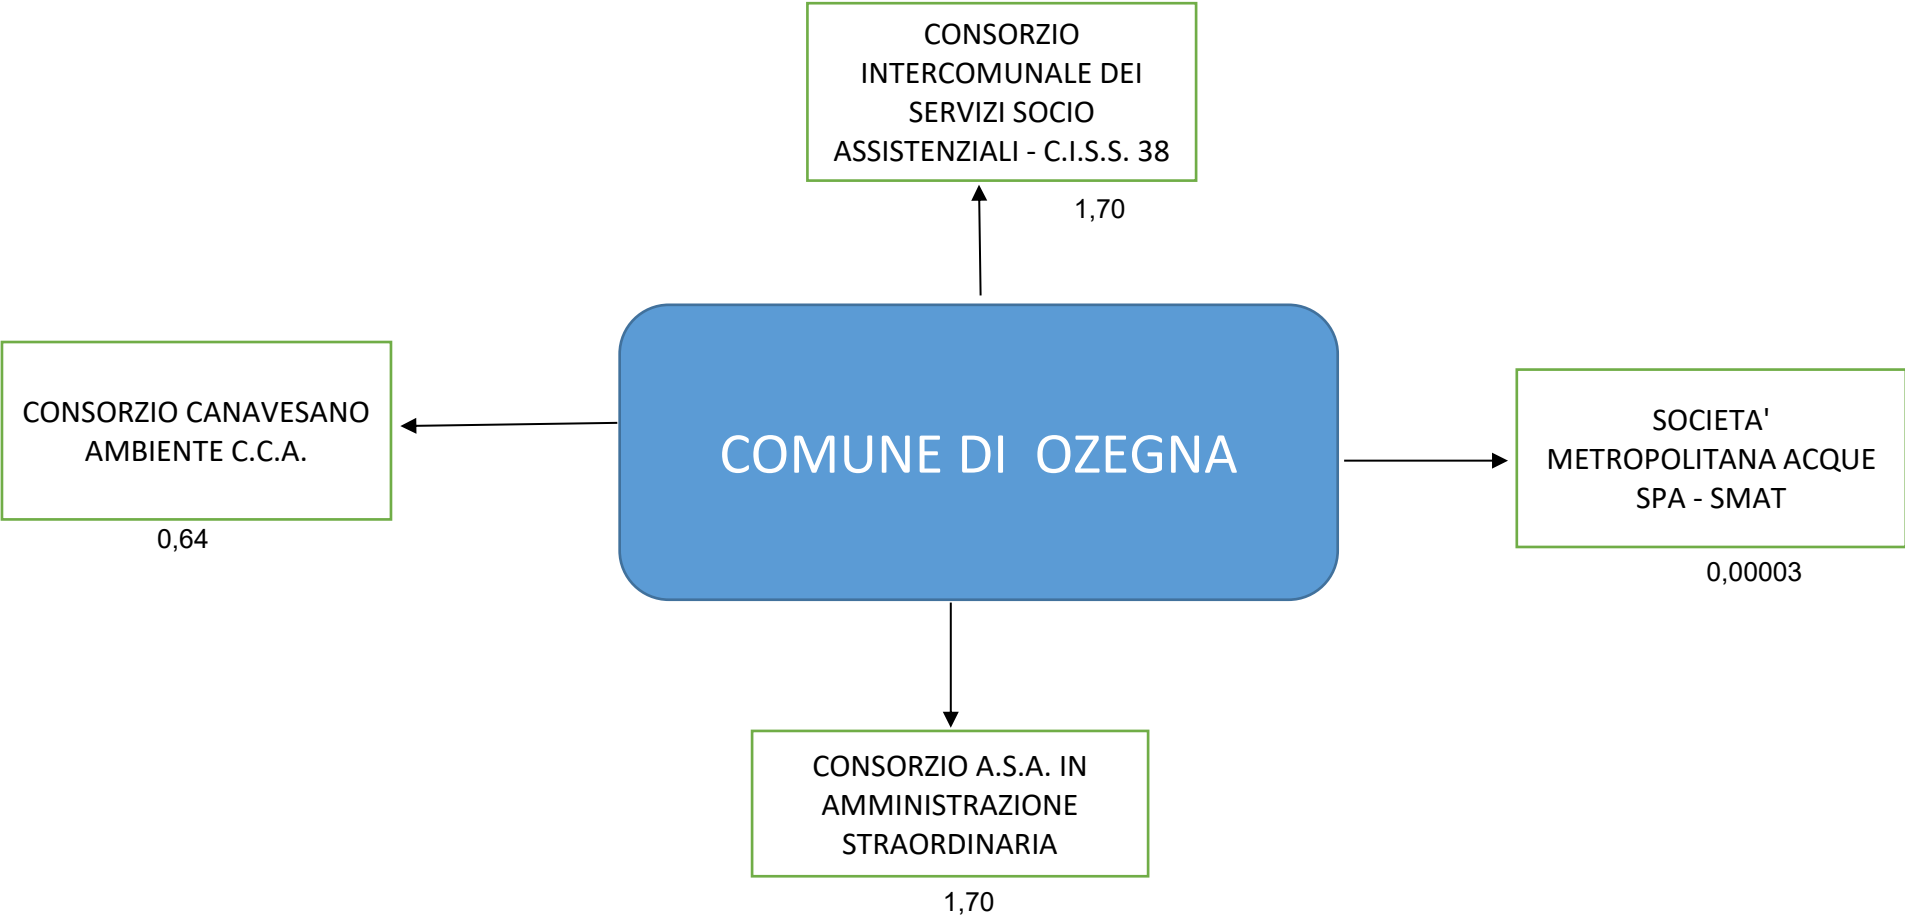 CONSORZIO
INTERCOMUNALE DEI
SERVIZI SOCIO
ASSISTENZIALI - C.I.S.S. 38
1,70
CONSORZIO CANAVESANO
AMBIENTE C.C.A.
0,64
COMUNE DI  OZEGNA
SOCIETA'
METROPOLITANA ACQUE
SPA - SMAT
0,00003
CONSORZIO A.S.A. IN
AMMINISTRAZIONE
STRAORDINARIA
1,70